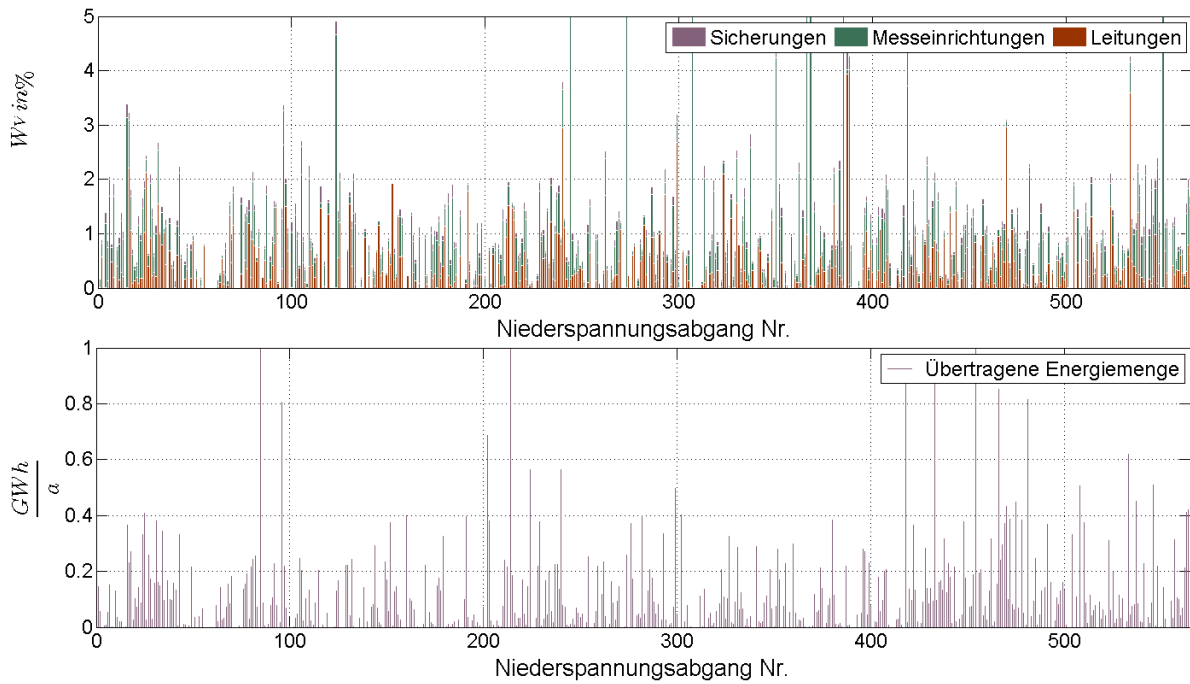 5
4
3
2
1
0
Wv in%
Sicherungen Messeinrichtungen Leitungen
0 100 200 300 400 500
Niederspannungsabgang Nr.
1
0.8
0.6
0.4
0.2
0
GWh
a
Übertragene Energiemenge
0 100 200 300 400 500
Niederspannungsabgang Nr.